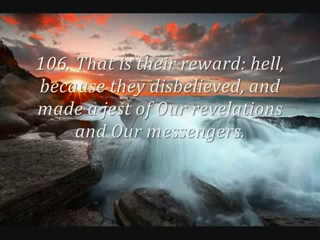 106. That is their reward: hell,
because they disbelieved, and
made a jest of Our revelations
and Our messengers.